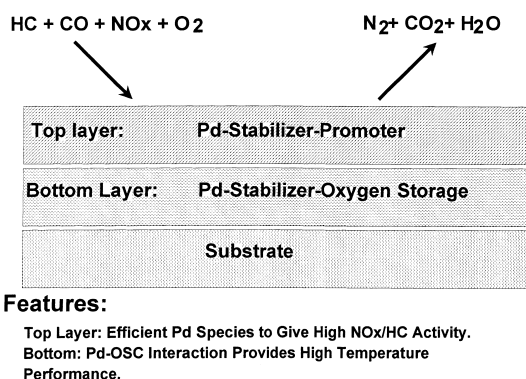 HC + CO + NOx + O2
N2+ CO2+ H2O
Top layer: Pd-Stabilizer-Promoter
Bottom Layer: Pd-Stabilizer-Oxygen Storage
Substrate
Features:
Top Layer: Efficient Pd Species to Give High NOx/HC Activity.
Bottom: Pd-OSC Interaction Provides High Temperature
Performance.